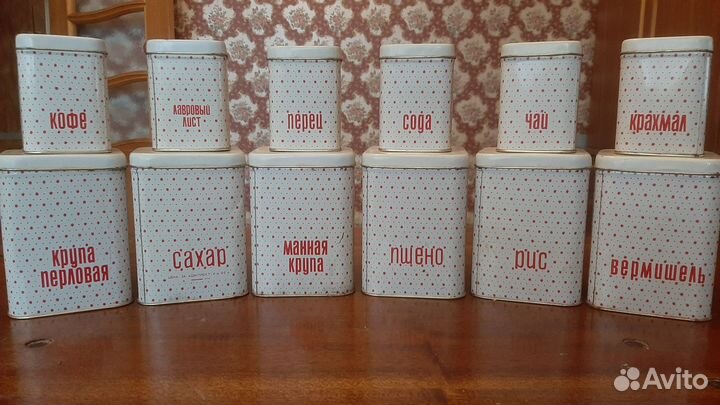 кофе
лавровый
лист
перец
сода
чай
крахмал
крупа
перловая
сахар
манная
крупа
пшено
рис
вермишель
Avito